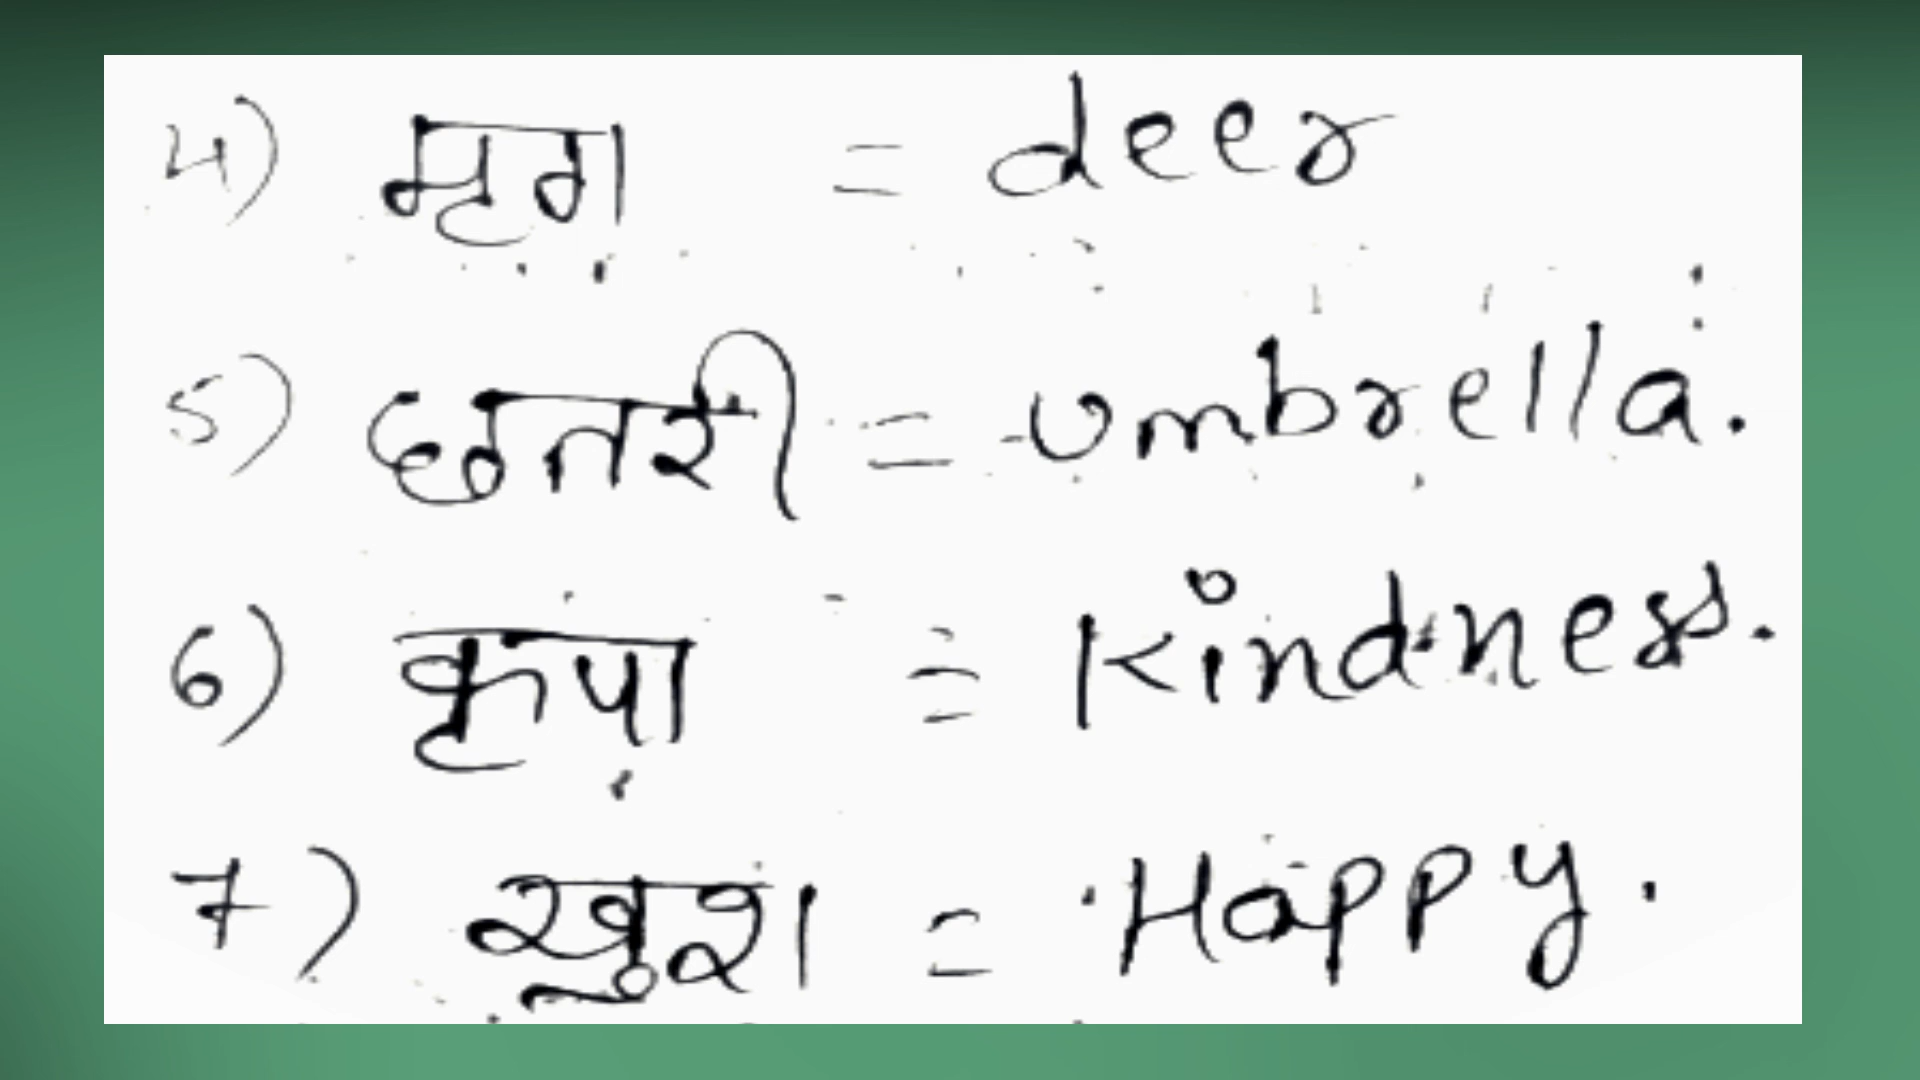 4) मृग = deer
5) छतरी = umbrella.
6) कृपा = kindness.
7) खुश = Happy.